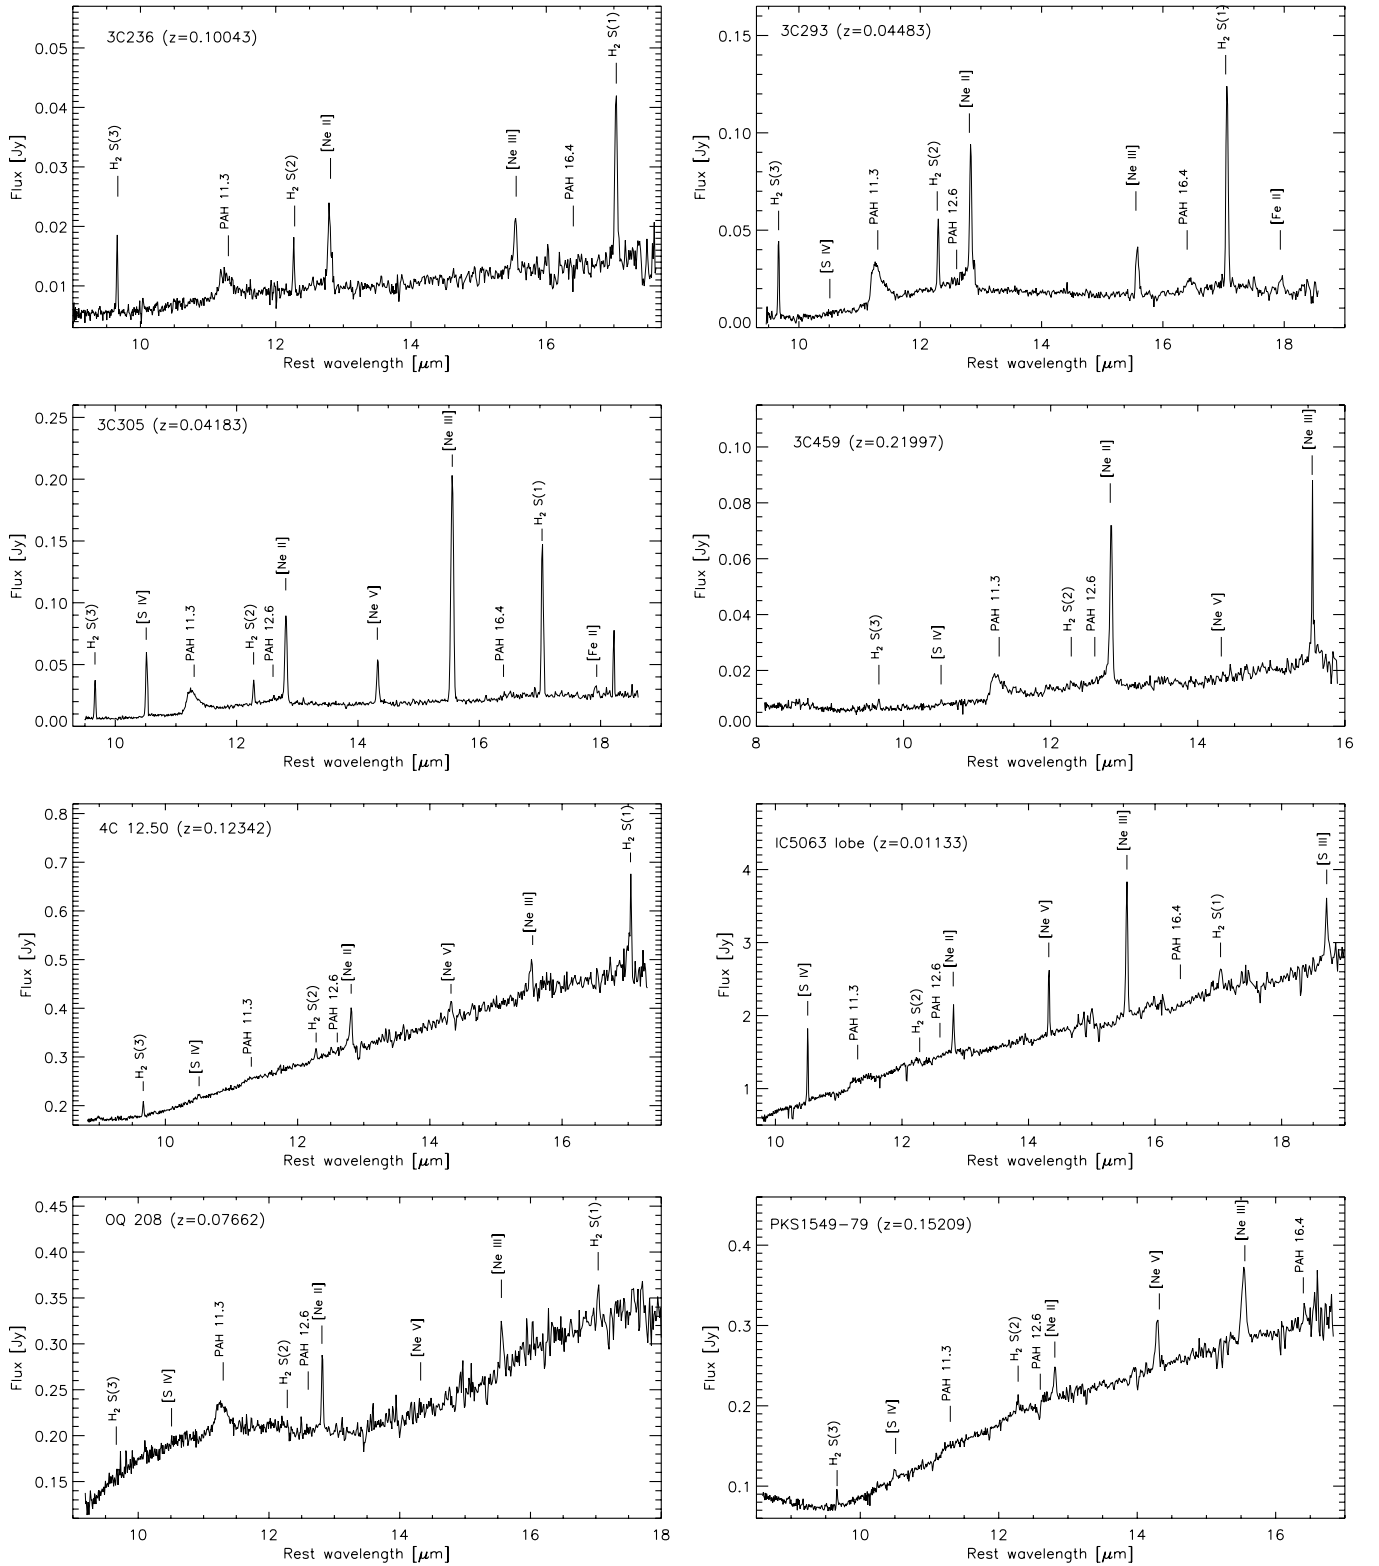 3C236 (z=0.10043)
H2 S(3)
PAH 11.3
H2 S(2)
[Ne II]
[Ne III]
PAH 16.4
H2 S(1)
Flux [Jy]
0.05
0.04
0.03
0.02
0.01
10 12 14 16
Rest wavelength [μm]
3C293 (z=0.04483)
H2 S(3)
[S IV]
PAH 11.3
H2 S(2)
PAH 12.6
[Ne II]
[Ne III]
PAH 16.4
H2 S(1)
[Fe II]
Flux [Jy]
0.15
0.10
0.05
0.00
10 12 14 16 18
Rest wavelength [μm]
3C305 (z=0.04183)
H2 S(3)
[S IV]
PAH 11.3
H2 S(2)
PAH 12.6
[Ne II]
[Ne V]
[Ne III]
PAH 16.4
H2 S(1)
[Fe II]
Flux [Jy]
0.25
0.20
0.15
0.10
0.05
0.00
10 12 14 16 18
Rest wavelength [μm]
3C459 (z=0.21997)
H2 S(3)
[S IV]
PAH 11.3
H2 S(2)
PAH 12.6
[Ne II]
[Ne V]
[Ne III]
Flux [Jy]
0.10
0.08
0.06
0.04
0.02
0.00
8 10 12 14 16
Rest wavelength [μm]
4C 12.50 (z=0.12342)
H2 S(3)
[S IV]
PAH 11.3
H2 S(2)
PAH 12.6
[Ne II]
[Ne V]
[Ne III]
H2 S(1)
Flux [Jy]
0.8
0.7
0.6
0.5
0.4
0.3
0.2
10 12 14 16
Rest wavelength [μm]
IC5063 lobe (z=0.01133)
[S IV]
PAH 11.3
H2 S(2)
PAH 12.6
[Ne II]
[Ne V]
[Ne III]
PAH 16.4
H2 S(1)
[S III]
Flux [Jy]
4
3
2
1
10 12 14 16 18
Rest wavelength [μm]
OQ 208 (z=0.07662)
H2 S(3)
[S IV]
PAH 11.3
H2 S(2)
PAH 12.6
[Ne II]
[Ne V]
[Ne III]
H2 S(1)
Flux [Jy]
0.45
0.40
0.35
0.30
0.25
0.20
0.15
10 12 14 16 18
Rest wavelength [μm]
PKS1549-79 (z=0.15209)
H2 S(3)
[S IV]
PAH 11.3
H2 S(2)
PAH 12.6
[Ne II]
[Ne V]
[Ne III]
PAH 16.4
Flux [Jy]
0.4
0.3
0.2
0.1
10 12 14 16
Rest wavelength [μm]